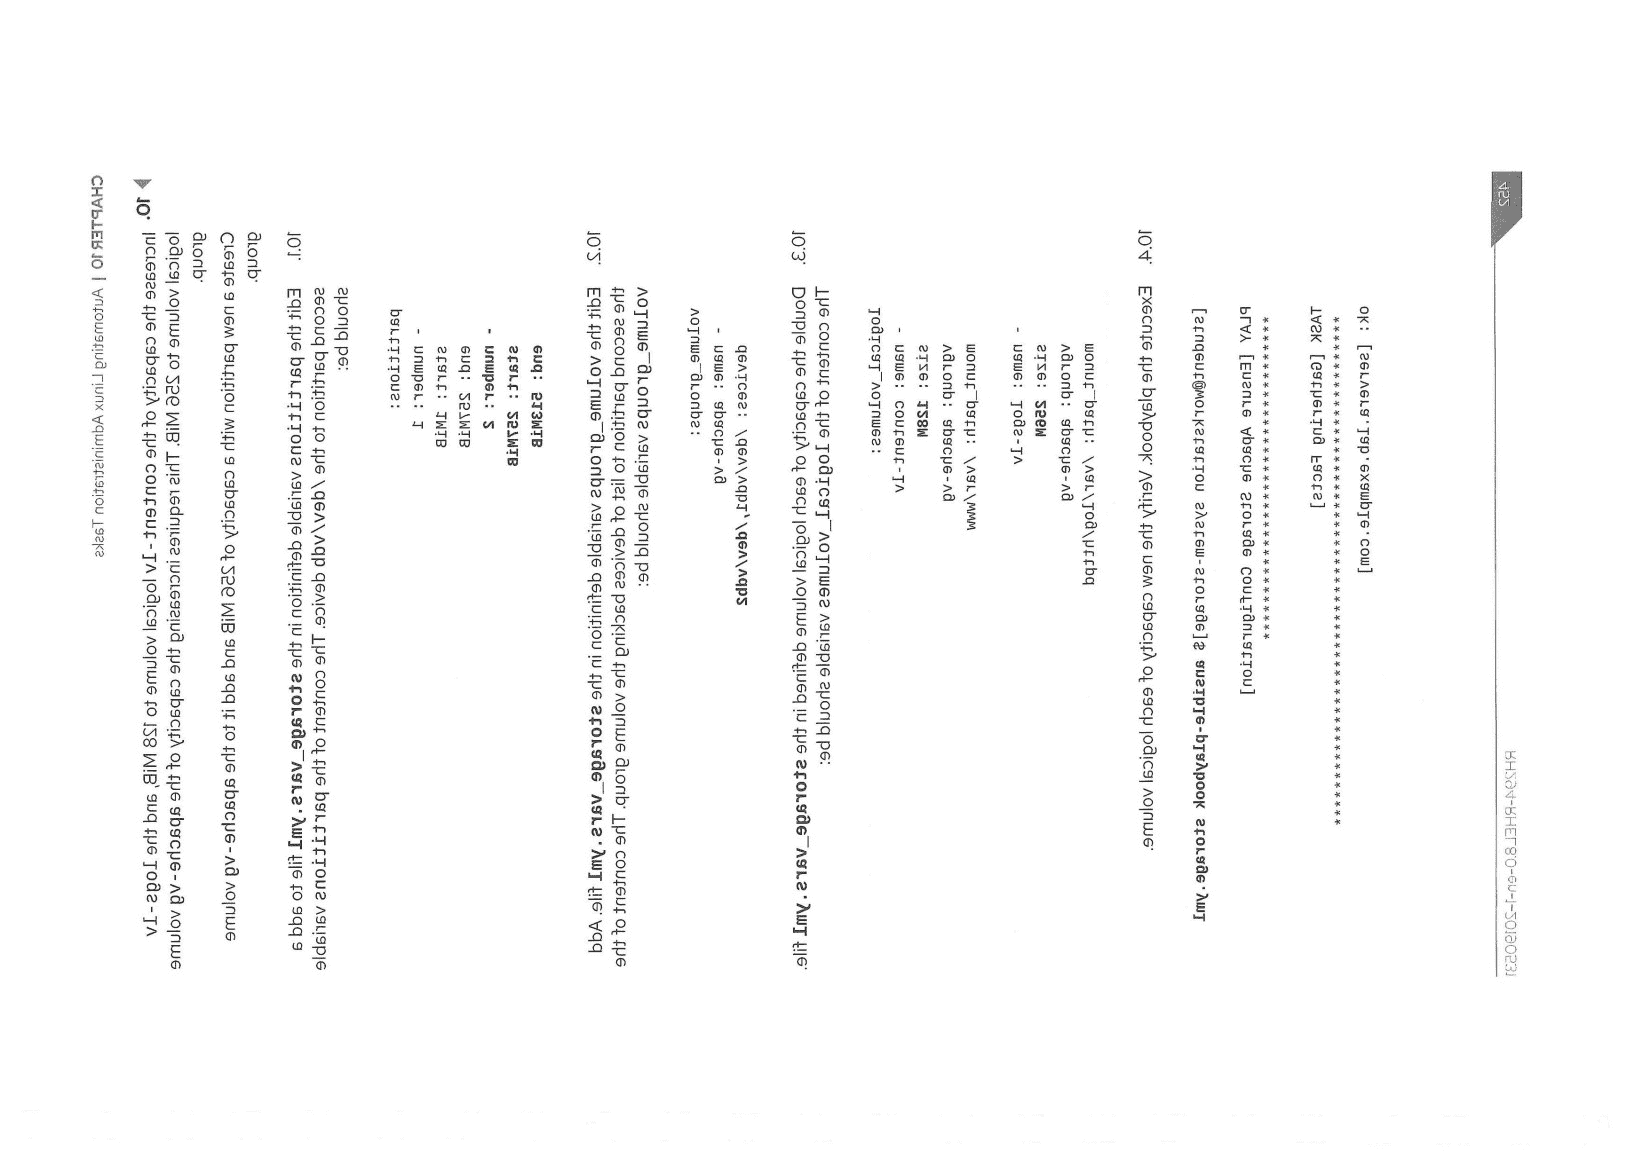 CHAPTER 10 | Automating Linux Administration Tasks
10. Increase the capacity of the content-lv logical volume to 128 MiB, and the logs-lv
logical volume to 256 MiB. This requires increasing the capacity of the apache-vg volume
group.
Create a new partition with a capacity of 256 MiB and add it to the apache-vg volume
group.
10.1. Edit the partitions variable definition in the storage_vars.yml file to add a
second partition to the /dev/vdb device. The content of the partitions variable
should be:
partitions:
- number: 1
start: 1MiB
end: 257MiB
- number: 2
start: 257MiB
end: 513MiB
10.2. Edit the volume_groups variable definition in the storage_vars.yml file. Add
the second partition to list of devices backing the volume group. The content of the
volume_groups variable should be:
volume_groups:
- name: apache-vg
devices: /dev/vdb1,/dev/vdb2
10.3. Double the capacity of each logical volume defined in the storage_vars.yml file.
The content of the logical_volumes variable should be:
logical_volumes:
- name: content-lv
size: 128M
vgroup: apache-vg
mount_path: /var/www
- name: logs-lv
size: 256M
vgroup: apache-vg
mount_path: /var/log/httpd
10.4. Execute the playbook. Verify the new capacity of each logical volume.
[student@workstation system-storage]$ ansible-playbook storage.yml
PLAY [Ensure Apache storage configuration]
****************************************
TASK [Gathering Facts]
****************************************************************
ok: [servera.lab.example.com]
254
RH294-RHEL8.0-en-1-20190531